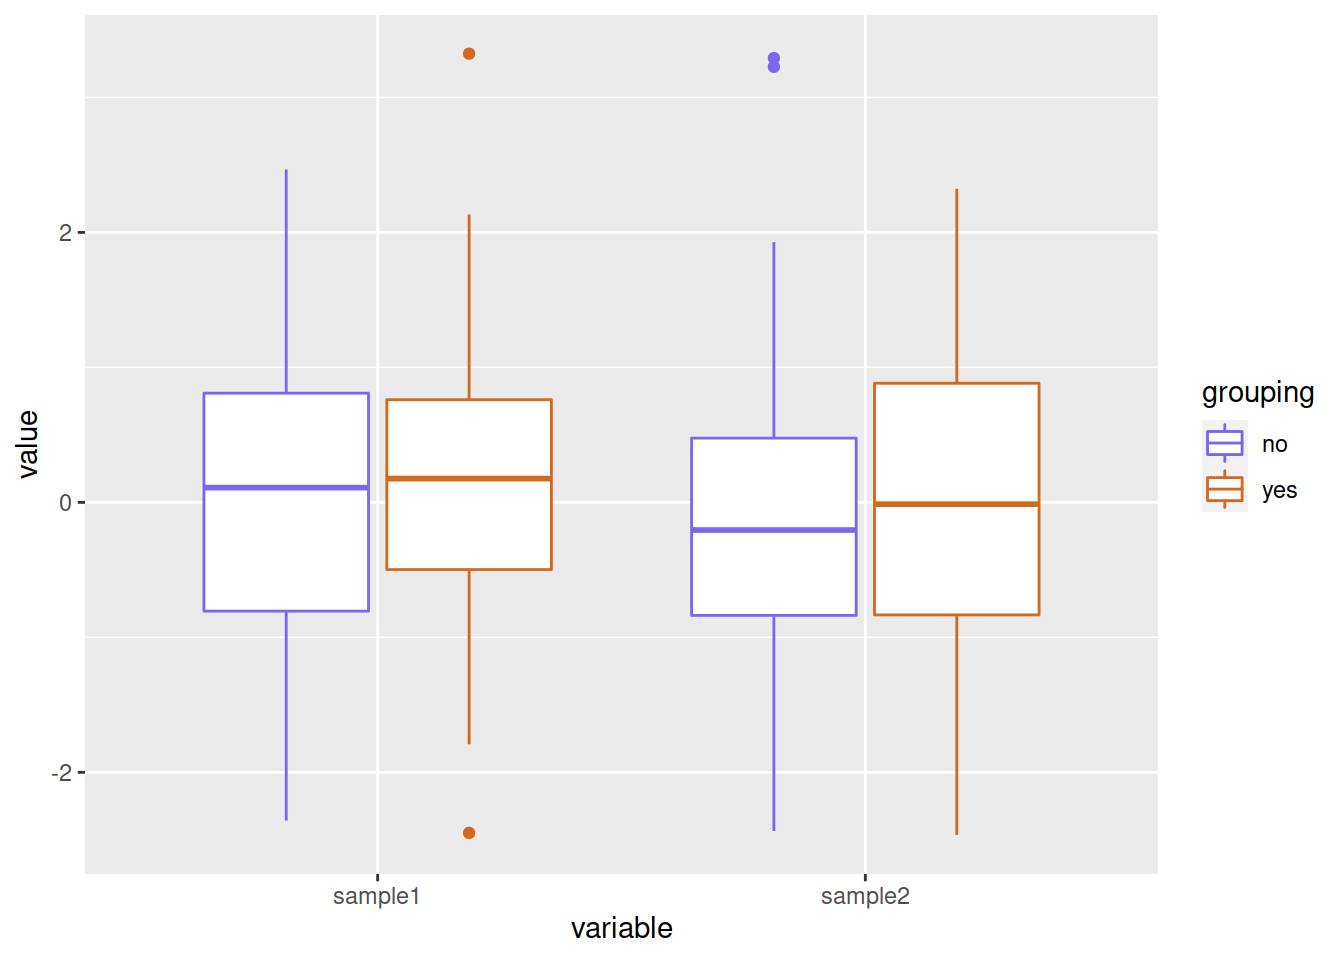 value
2
0
-2
sample1
sample2
variable
grouping
no
yes